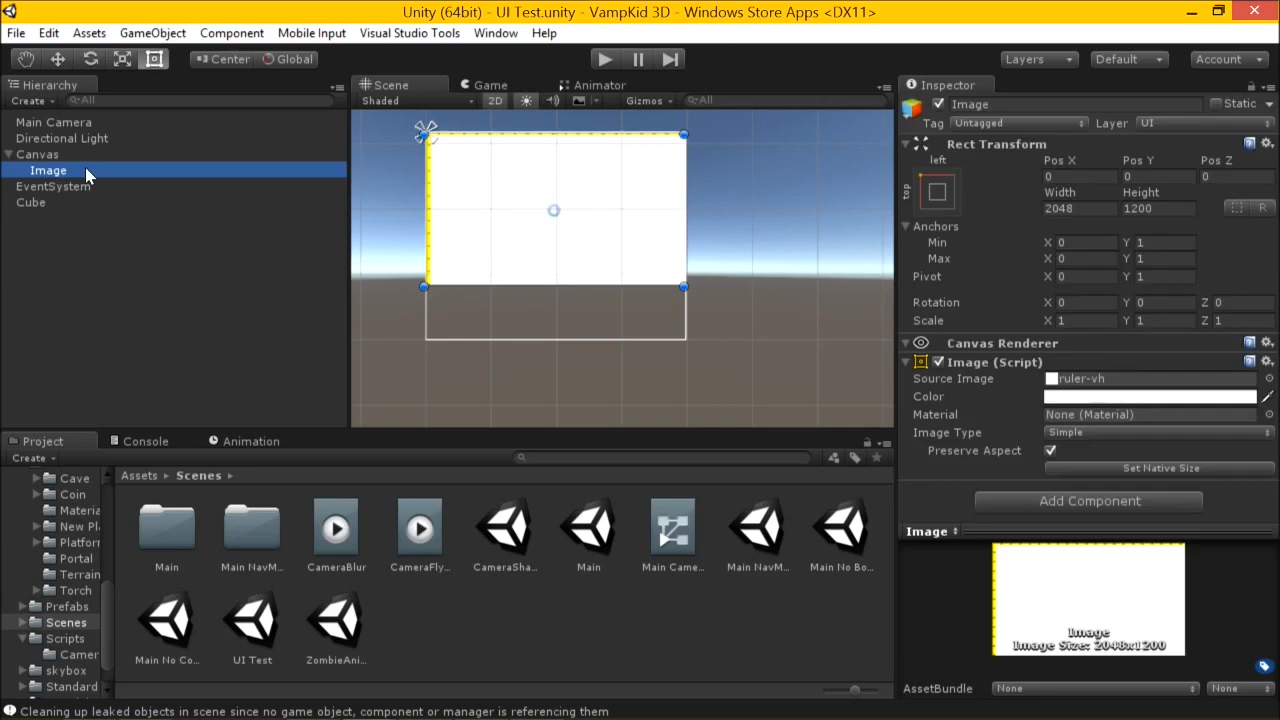 Unity (64bit) - UI Test.unity - VampKid 3D - Windows Store Apps <DX11>
File Edit Assets GameObject Component Mobile Input Visual Studio Tools Window Help
Center Global Layers Default Account
Hierarchy
Create All
Main Camera
Directional Light
Canvas
Image
EventSystem
Cube
Scene Game Animator
Shaded 2D Gizmos All
Inspector
Image Static
Tag Untagged Layer UI
Rect Transform
left Pos X Pos Y Pos Z
top 0 0 0
Width Height
2048 1200 R
Anchors
Min X 0 Y 1
Max X 0 Y 1
Pivot X 0 Y 1
Rotation X 0 Y 0 Z 0
Scale X 1 Y 1 Z 1
Canvas Renderer
Image (Script)
Source Image ruler-vh
Color
Material None (Material)
Image Type Simple
Preserve Aspect
Set Native Size
Add Component
Image
Image
Image Size: 2048x1200
AssetBundle None None
Project Console Animation
Create
Cave
Coin
Materia
New Pl
Platfor
Portal
Terrain
Torch
Prefabs
Scenes
Scripts
Camer
skybox
Standard
Assets Scenes
Main Main NavM... CameraBlur CameraFly... CameraSha... Main Main Came... Main NavM... Main No Bo...
Main No Co... UI Test ZombieAni...
Cleaning up leaked objects in scene since no game object, component or manager is referencing them